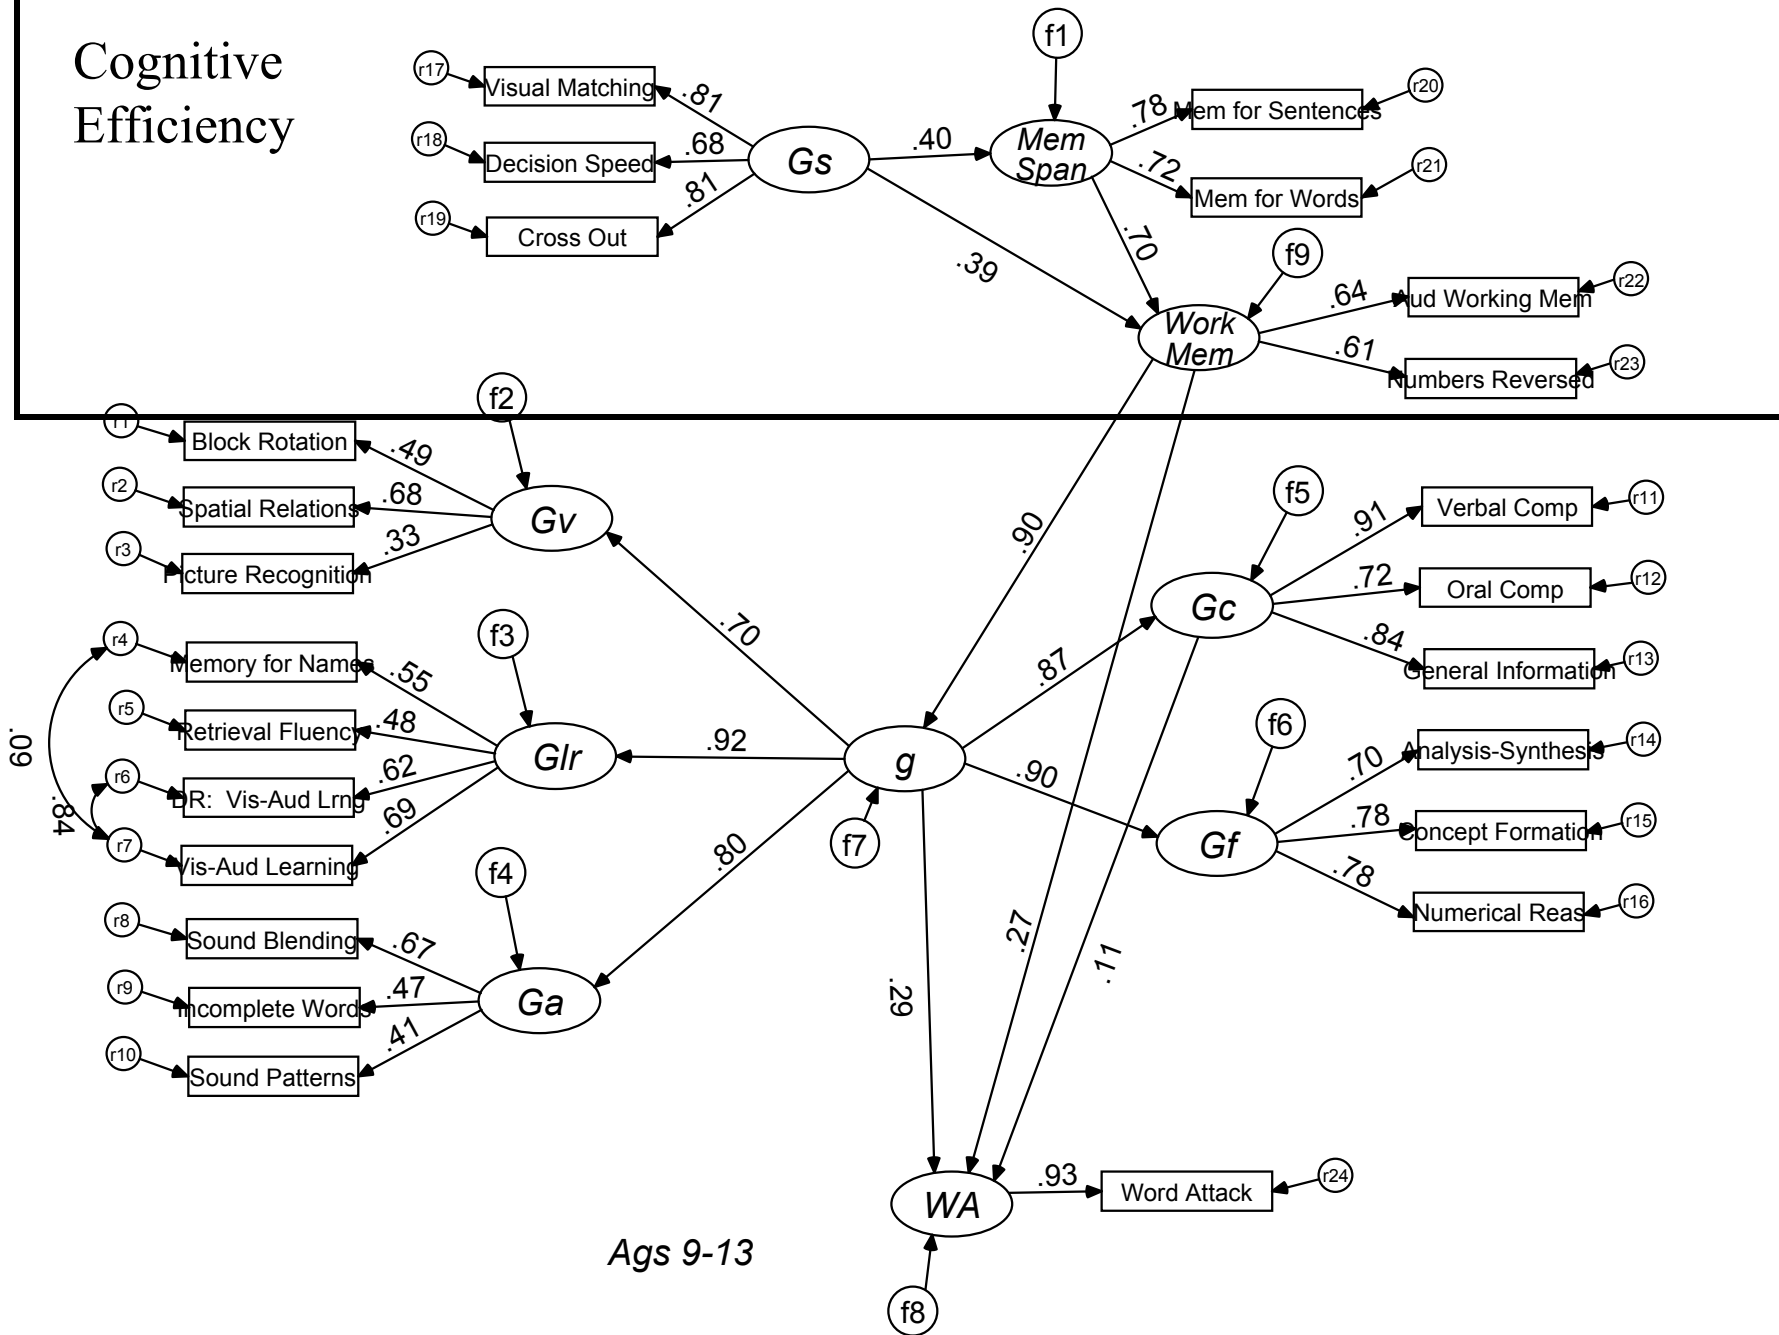 Cognitive
Efficiency
f1
r17
Visual Matching
.81
r18
Decision Speed
.68
r19
Cross Out
.81
Gs
.40
Mem
Span
.78
Mem for Sentences
r20
.72
Mem for Words
r21
.39
.70
f9
Work
Mem
.64
Aud Working Mem
r22
.61
Numbers Reversed
r23
f2
r1
Block Rotation
.49
r2
Spatial Relations
.68
r3
Picture Recognition
.33
Gv
.70
.90
f5
Gc
.91
Verbal Comp
r11
.72
Oral Comp
r12
.84
General Information
r13
.87
.09
.84
r4
Memory for Names
.55
r5
Retrieval Fluency
.48
r6
DR:  Vis-Aud Lrng
.62
r7
Vis-Aud Learning
.69
f3
Glr
.92
g
f7
.90
f6
Gf
.70
Analysis-Synthesis
r14
.78
Concept Formation
r15
.78
Numerical Reas
r16
f4
.80
r8
Sound Blending
.67
r9
Incomplete Words
.47
r10
Sound Patterns
.41
Ga
.29
.27
.11
WA
.93
Word Attack
r24
Ags 9-13
f8